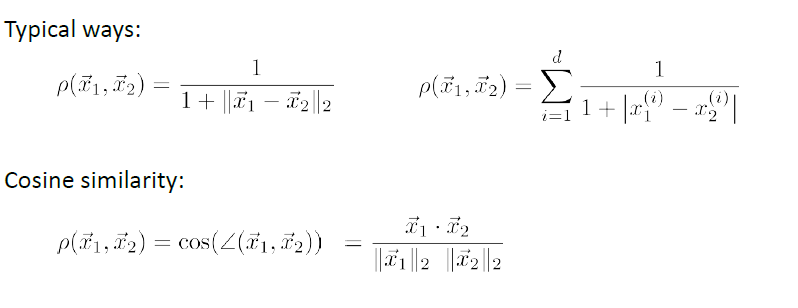 Typical ways:
ρ(x⃗₁, x⃗₂) = 1 / (1 + ‖x⃗₁ − x⃗₂‖₂)    ρ(x⃗₁, x⃗₂) = ∑_{i=1}^{d} 1 / (1 + |x₁⁽ⁱ⁾ − x₂⁽ⁱ⁾|)
Cosine similarity:
ρ(x⃗₁, x⃗₂) = cos(∠(x⃗₁, x⃗₂)) = (x⃗₁ · x⃗₂) / (‖x⃗₁‖₂ ‖x⃗₂‖₂)